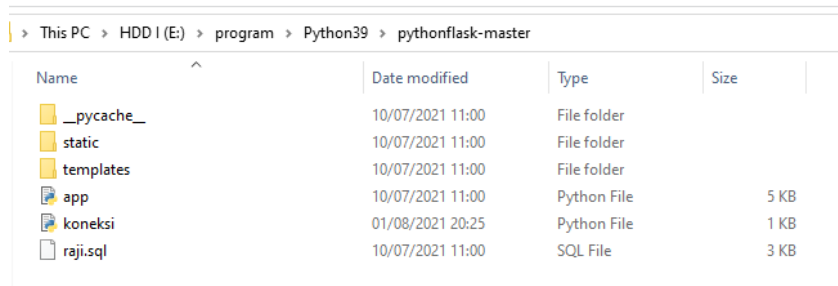 This PC > HDD I (E:) > program > Python39 > pythonflask-master
Name Date modified Type Size
__pycache__ 10/07/2021 11:00 File folder
static 10/07/2021 11:00 File folder
templates 10/07/2021 11:00 File folder
app 10/07/2021 11:00 Python File 5 KB
koneksi 01/08/2021 20:25 Python File 1 KB
raji.sql 10/07/2021 11:00 SQL File 3 KB